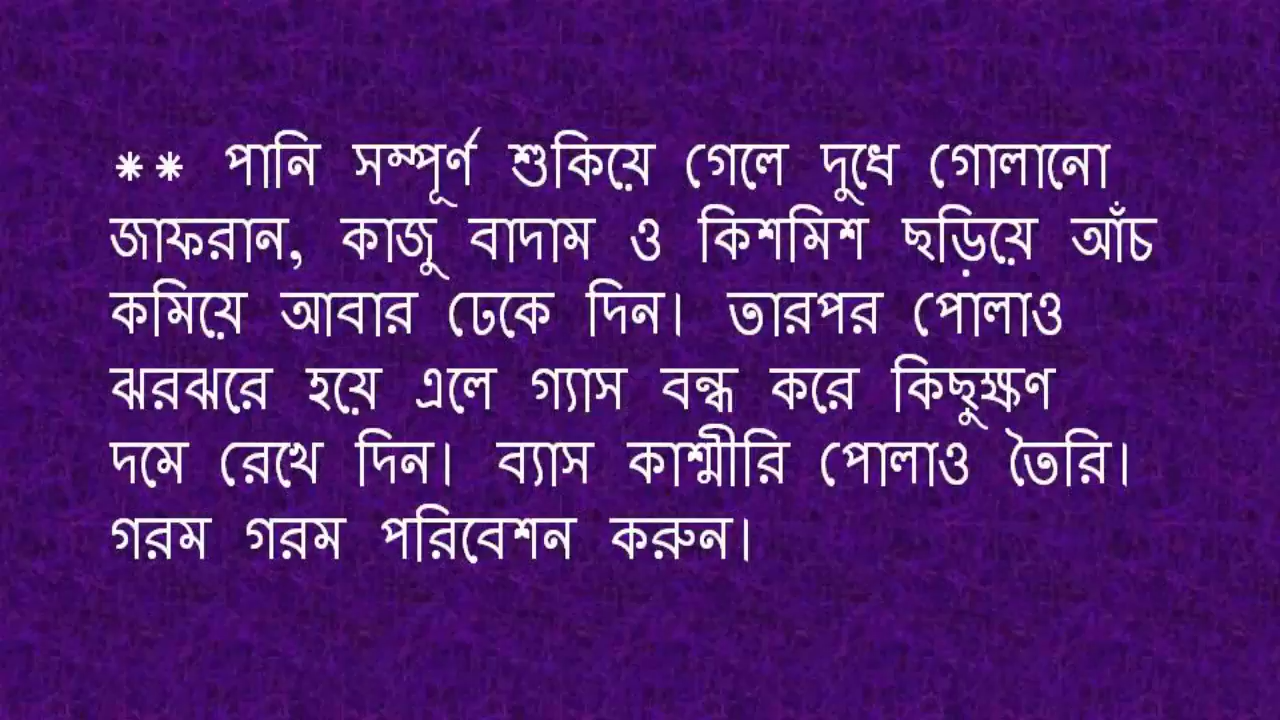 ** পানি সম্পূর্ণ শুকিয়ে গেলে দুধে গোলানো
জাফরান, কাজু বাদাম ও কিশমিশ ছড়িয়ে আঁচ
কমিয়ে আবার ঢেকে দিন। তারপর পোলাও
ঝরঝরে হয়ে এলে গ্যাস বন্ধ করে কিছুক্ষণ
দমে রেখে দিন। ব্যাস কাশ্মীরি পোলাও তৈরি।
গরম গরম পরিবেশন করুন।